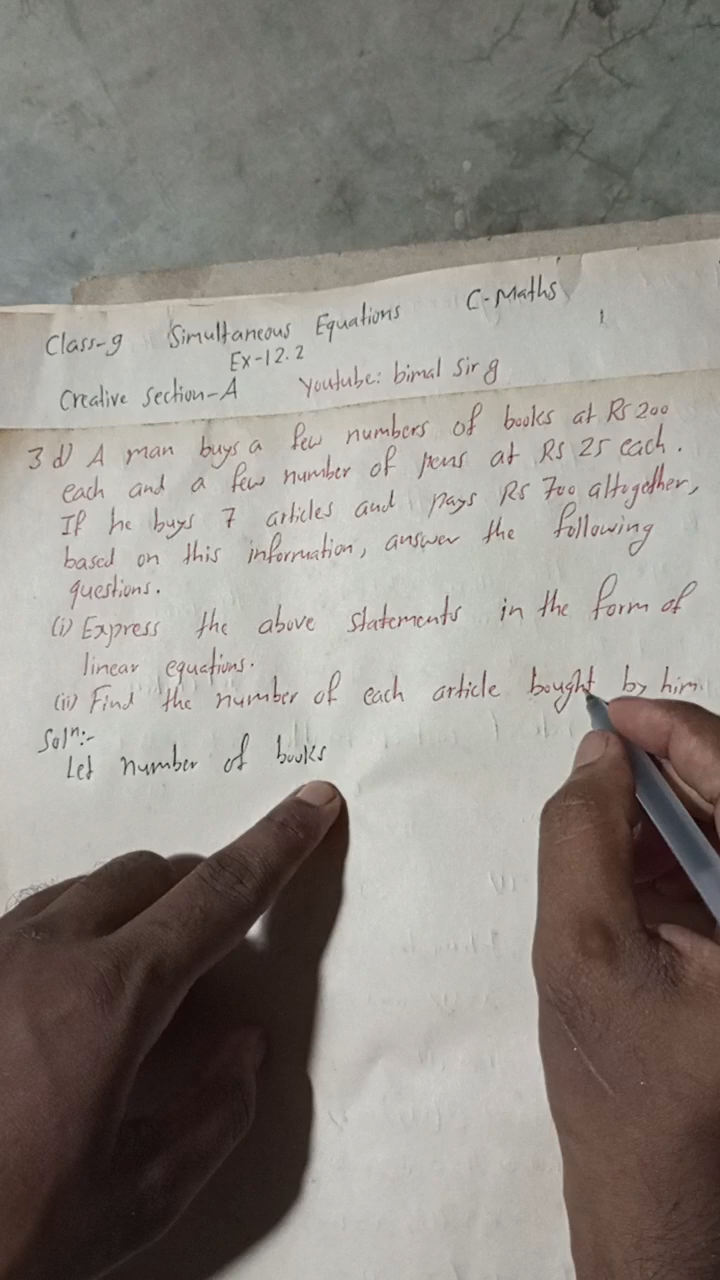 Class-9 Simultaneous Equations C-Maths
Ex-12.2
Creative Section-A Youtube: bimal sir 9
3 d) A man buys a few numbers of books at Rs 200
each and a few number of pens at Rs 25 each.
If he buys 7 articles and pays Rs 700 altogether,
based on this information, answer the following
questions.
(i) Express the above statements in the form of
linear equations.
(ii) Find the number of each article bought by him.
Solⁿ:-
Let number of books